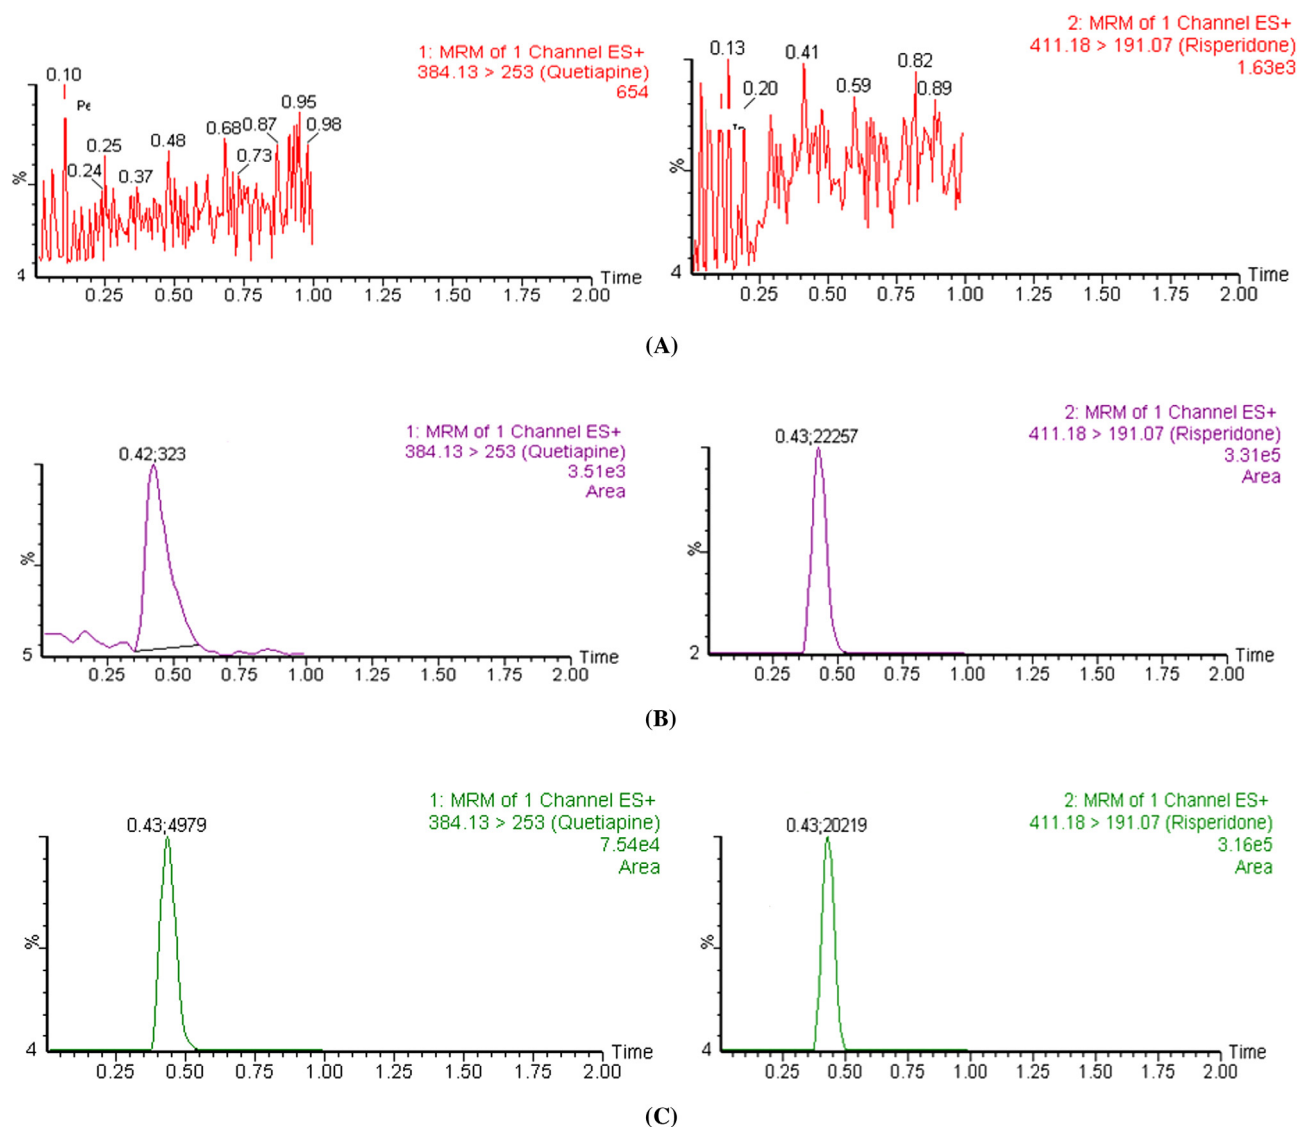 1: MRM of 1 Channel ES+
384.13 > 253 (Quetiapine)
654
0.10
0.25
0.24
0.37
0.48
0.68
0.87
0.73
0.95
0.98
%
4
0.25 0.50 0.75 1.00 1.25 1.50 1.75 2.00
Time
2: MRM of 1 Channel ES+
411.18 > 191.07 (Risperidone)
1.63e3
0.13
0.20
0.41
0.59
0.82
0.89
%
4
0.25 0.50 0.75 1.00 1.25 1.50 1.75 2.00
Time
(A)
1: MRM of 1 Channel ES+
384.13 > 253 (Quetiapine)
3.51e3
Area
0.42;323
%
5
0.25 0.50 0.75 1.00 1.25 1.50 1.75 2.00
Time
2: MRM of 1 Channel ES+
411.18 > 191.07 (Risperidone)
3.31e5
Area
0.43;22257
%
2
0.25 0.50 0.75 1.00 1.25 1.50 1.75 2.00
Time
(B)
1: MRM of 1 Channel ES+
384.13 > 253 (Quetiapine)
7.54e4
Area
0.43;4979
%
4
0.25 0.50 0.75 1.00 1.25 1.50 1.75 2.00
Time
2: MRM of 1 Channel ES+
411.18 > 191.07 (Risperidone)
3.16e5
Area
0.43;20219
%
4
0.25 0.50 0.75 1.00 1.25 1.50 1.75 2.00
Time
(C)